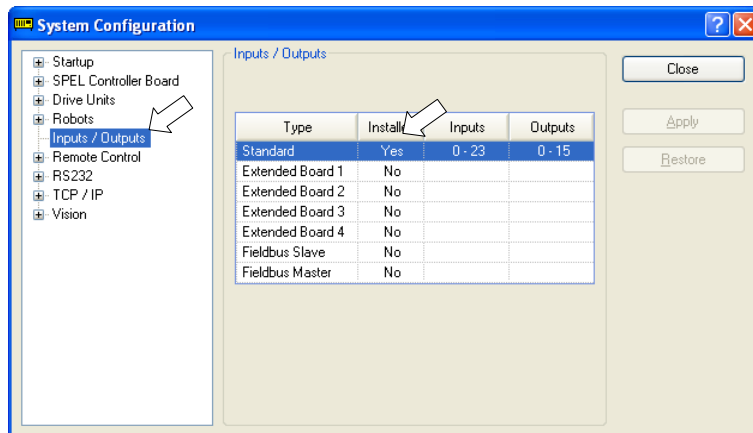 System Configuration
Startup
SPEL Controller Board
Drive Units
Robots
Inputs / Outputs
Remote Control
RS232
TCP / IP
Vision
Inputs / Outputs
Type Installe Inputs Outputs
Standard Yes 0 - 23 0 - 15
Extended Board 1 No
Extended Board 2 No
Extended Board 3 No
Extended Board 4 No
Fieldbus Slave No
Fieldbus Master No
Close
Apply
Restore